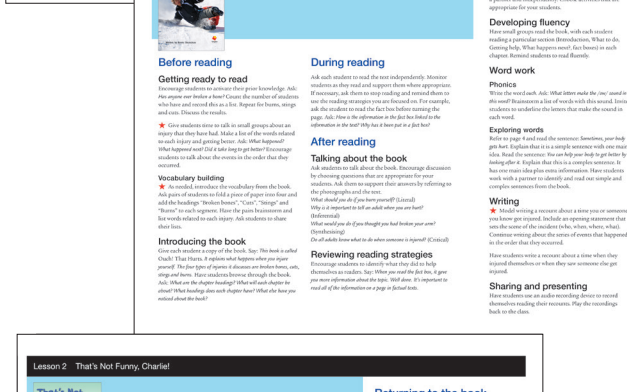 Before reading
Getting ready to read
Encourage students to activate their prior knowledge. Ask:
Has anyone ever broken a bone? Count the number of students
who have and record this as a list. Repeat for burns, stings
and cuts. Discuss the results.
★ Give students time to talk in small groups about an
injury that they have had. Make a list of the words related
to each injury and getting better. Ask: What happened?
What happened next? Did it take long to get better? Encourage
students to talk about the events in the order that they
occurred.
Vocabulary building
★ As needed, introduce the vocabulary from the book.
Ask pairs of students to fold a piece of paper into four and
add the headings "Broken bones", "Cuts", "Stings" and
"Burns" to each segment. Have the pairs brainstorm and
list words related to each injury. Ask students to share
their lists.
Introducing the book
Give each student a copy of the book. Say: This book is called
Ouch! That Hurts. It explains what happens when you injure
yourself. The four types of injuries it discusses are broken bones, cuts,
stings and burns. Have students browse through the book.
Ask: What are the chapter headings? What will each chapter be
about? What headings does each chapter have? What else have you
noticed about the book?
During reading
Ask each student to read the text independently. Monitor
students as they read and support them where appropriate.
If necessary, ask them to stop reading and remind them to
use the reading strategies you are focused on. For example,
ask the student to read the fact box before turning the
page. Ask: How is the information in the fact box linked to the
information in the text? Why has it been put in a fact box?
After reading
Talking about the book
Ask students to talk about the book. Encourage discussion
by choosing questions that are appropriate for your
students. Ask them to support their answers by referring to
the photographs and the text.
What should you do if you burn yourself? (Literal)
Why is it important to tell an adult when you are hurt?
(Inferential)
What would you do if you thought you had broken your arm?
(Synthesising)
Do all adults know what to do when someone is injured? (Critical)
Reviewing reading strategies
Encourage students to identify what they did to help
themselves as readers. Say: When you read the fact box, it gave
you more information about the topic. Well done. It's important to
read all of the information on a page in factual texts.
appropriate for your students.
Developing fluency
Have small groups read the book, with each student
reading a particular section (Introduction, What to do,
Getting help, What happens next?, fact boxes) in each
chapter. Remind students to read fluently.
Word work
Phonics
Write the word each. Ask: What letters make the /ee/ sound in
this word? Brainstorm a list of words with this sound. Invite
students to underline the letters that make the sound in
each word.
Exploring words
Refer to page 4 and read the sentence: Sometimes, your body
gets hurt. Explain that it is a simple sentence with one main
idea. Read the sentence: You can help your body to get better by
looking after it. Explain that this is a complex sentence. It
has one main idea plus extra information. Have students
work with a partner to identify and read out simple and
complex sentences from the book.
Writing
★ Model writing a recount about a time you or someone
you know got injured. Include an opening statement that
sets the scene of the incident (who, when, where, what).
Continue writing about the series of events that happened
in the order that they occurred.
Have students write a recount about a time when they
injured themselves or when they saw someone else get
injured.
Sharing and presenting
Have students use an audio recording device to record
themselves reading their recounts. Play the recordings
back to the class.
Lesson 2 That's Not Funny, Charlie!
That's Not
Returning to the book